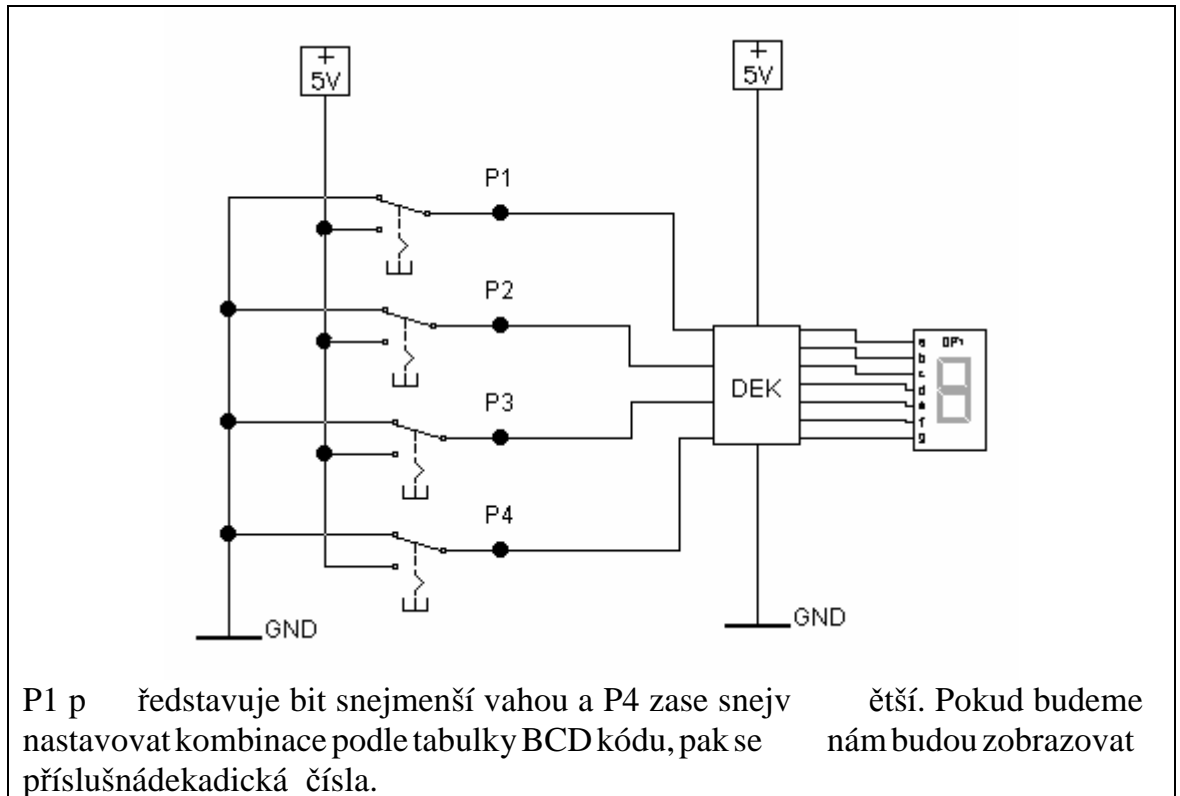 +
5V
+
5V
P1
P2
P3
P4
DEK
a
b
c
d
e
f
g
GND
GND
P1 p ředstavuje bit snejmenší vahou a P4 zase snejv ětší. Pokud budeme
nastavovat kombinace podle tabulky BCD kódu, pak se nám budou zobrazovat
příslušnádekadická čísla.